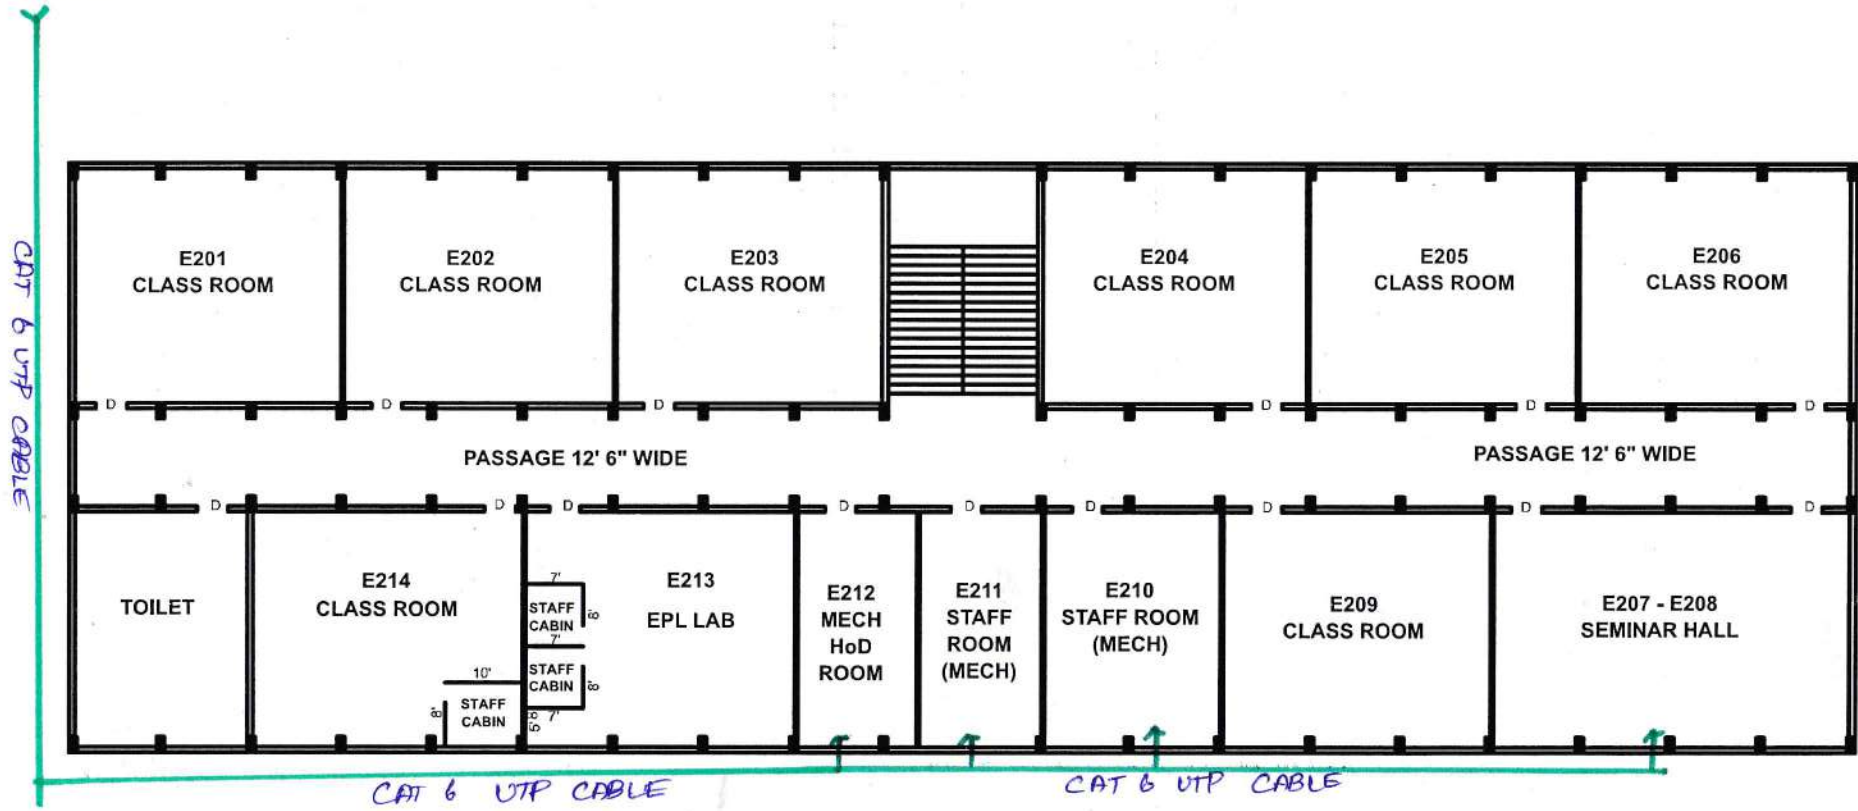 E201
CLASS ROOM
E202
CLASS ROOM
E203
CLASS ROOM
E204
CLASS ROOM
E205
CLASS ROOM
E206
CLASS ROOM
CAT 6 UTP CABLE
D
D
D
D
D
D
PASSAGE 12' 6" WIDE
PASSAGE 12' 6" WIDE
D
D
D
D
D
D
D
D
D
TOILET
E214
CLASS ROOM
10'
8'
STAFF
CABIN
7'
STAFF
CABIN
8'
7'
STAFF
CABIN
8'
7'
5'8
E213
EPL LAB
E212
MECH
HoD
ROOM
E211
STAFF
ROOM
(MECH)
E210
STAFF ROOM
(MECH)
E209
CLASS ROOM
E207 - E208
SEMINAR HALL
CAT 6 UTP CABLE
CAT 6 UTP CABLE